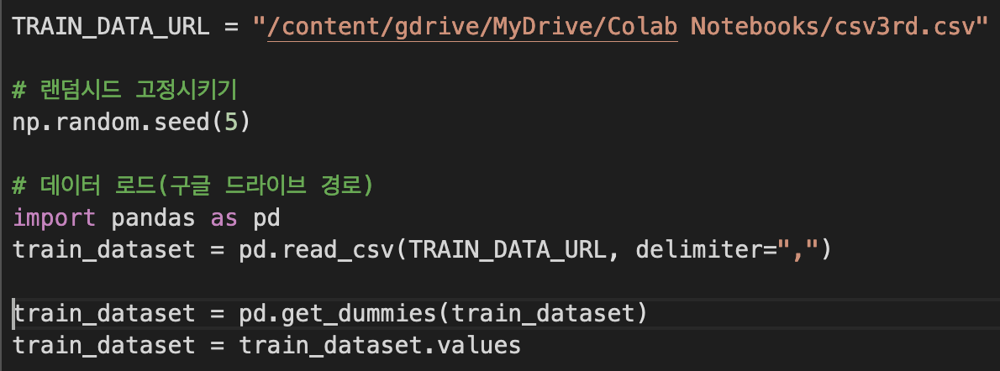 TRAIN_DATA_URL = "/content/gdrive/MyDrive/Colab Notebooks/csv3rd.csv"
# 랜덤시드 고정시키기
np.random.seed(5)
# 데이터 로드(구글 드라이브 경로)
import pandas as pd
train_dataset = pd.read_csv(TRAIN_DATA_URL, delimiter=",")
train_dataset = pd.get_dummies(train_dataset)
train_dataset = train_dataset.values